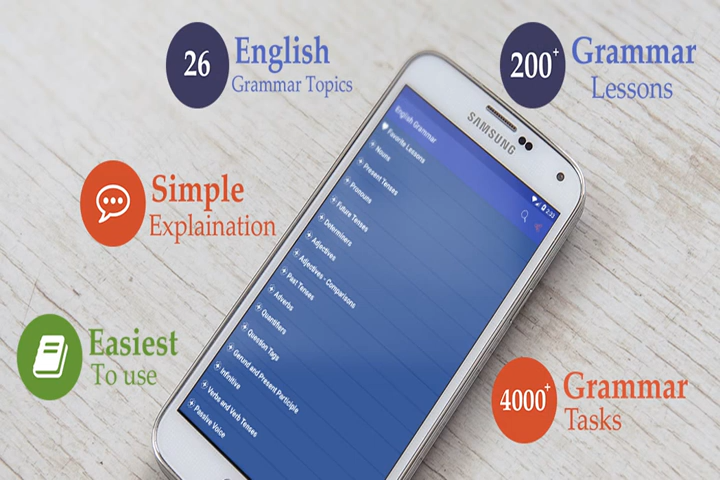 26
English
Grammar Topics
200+
Grammar
Lessons
Simple
Explaination
Easiest
To use
4000+
Grammar
Tasks
SAMSUNG
2:33
English Grammar
Favorite Lessons
Nouns
Present Tenses
Pronouns
Future Tenses
Determiners
Adjectives
Adjectives - Comparisons
Past Tenses
Adverbs
Quantifiers
Question Tags
Gerund and Present Participle
Infinitive
Verbs and Verb Tenses
Passive Voice